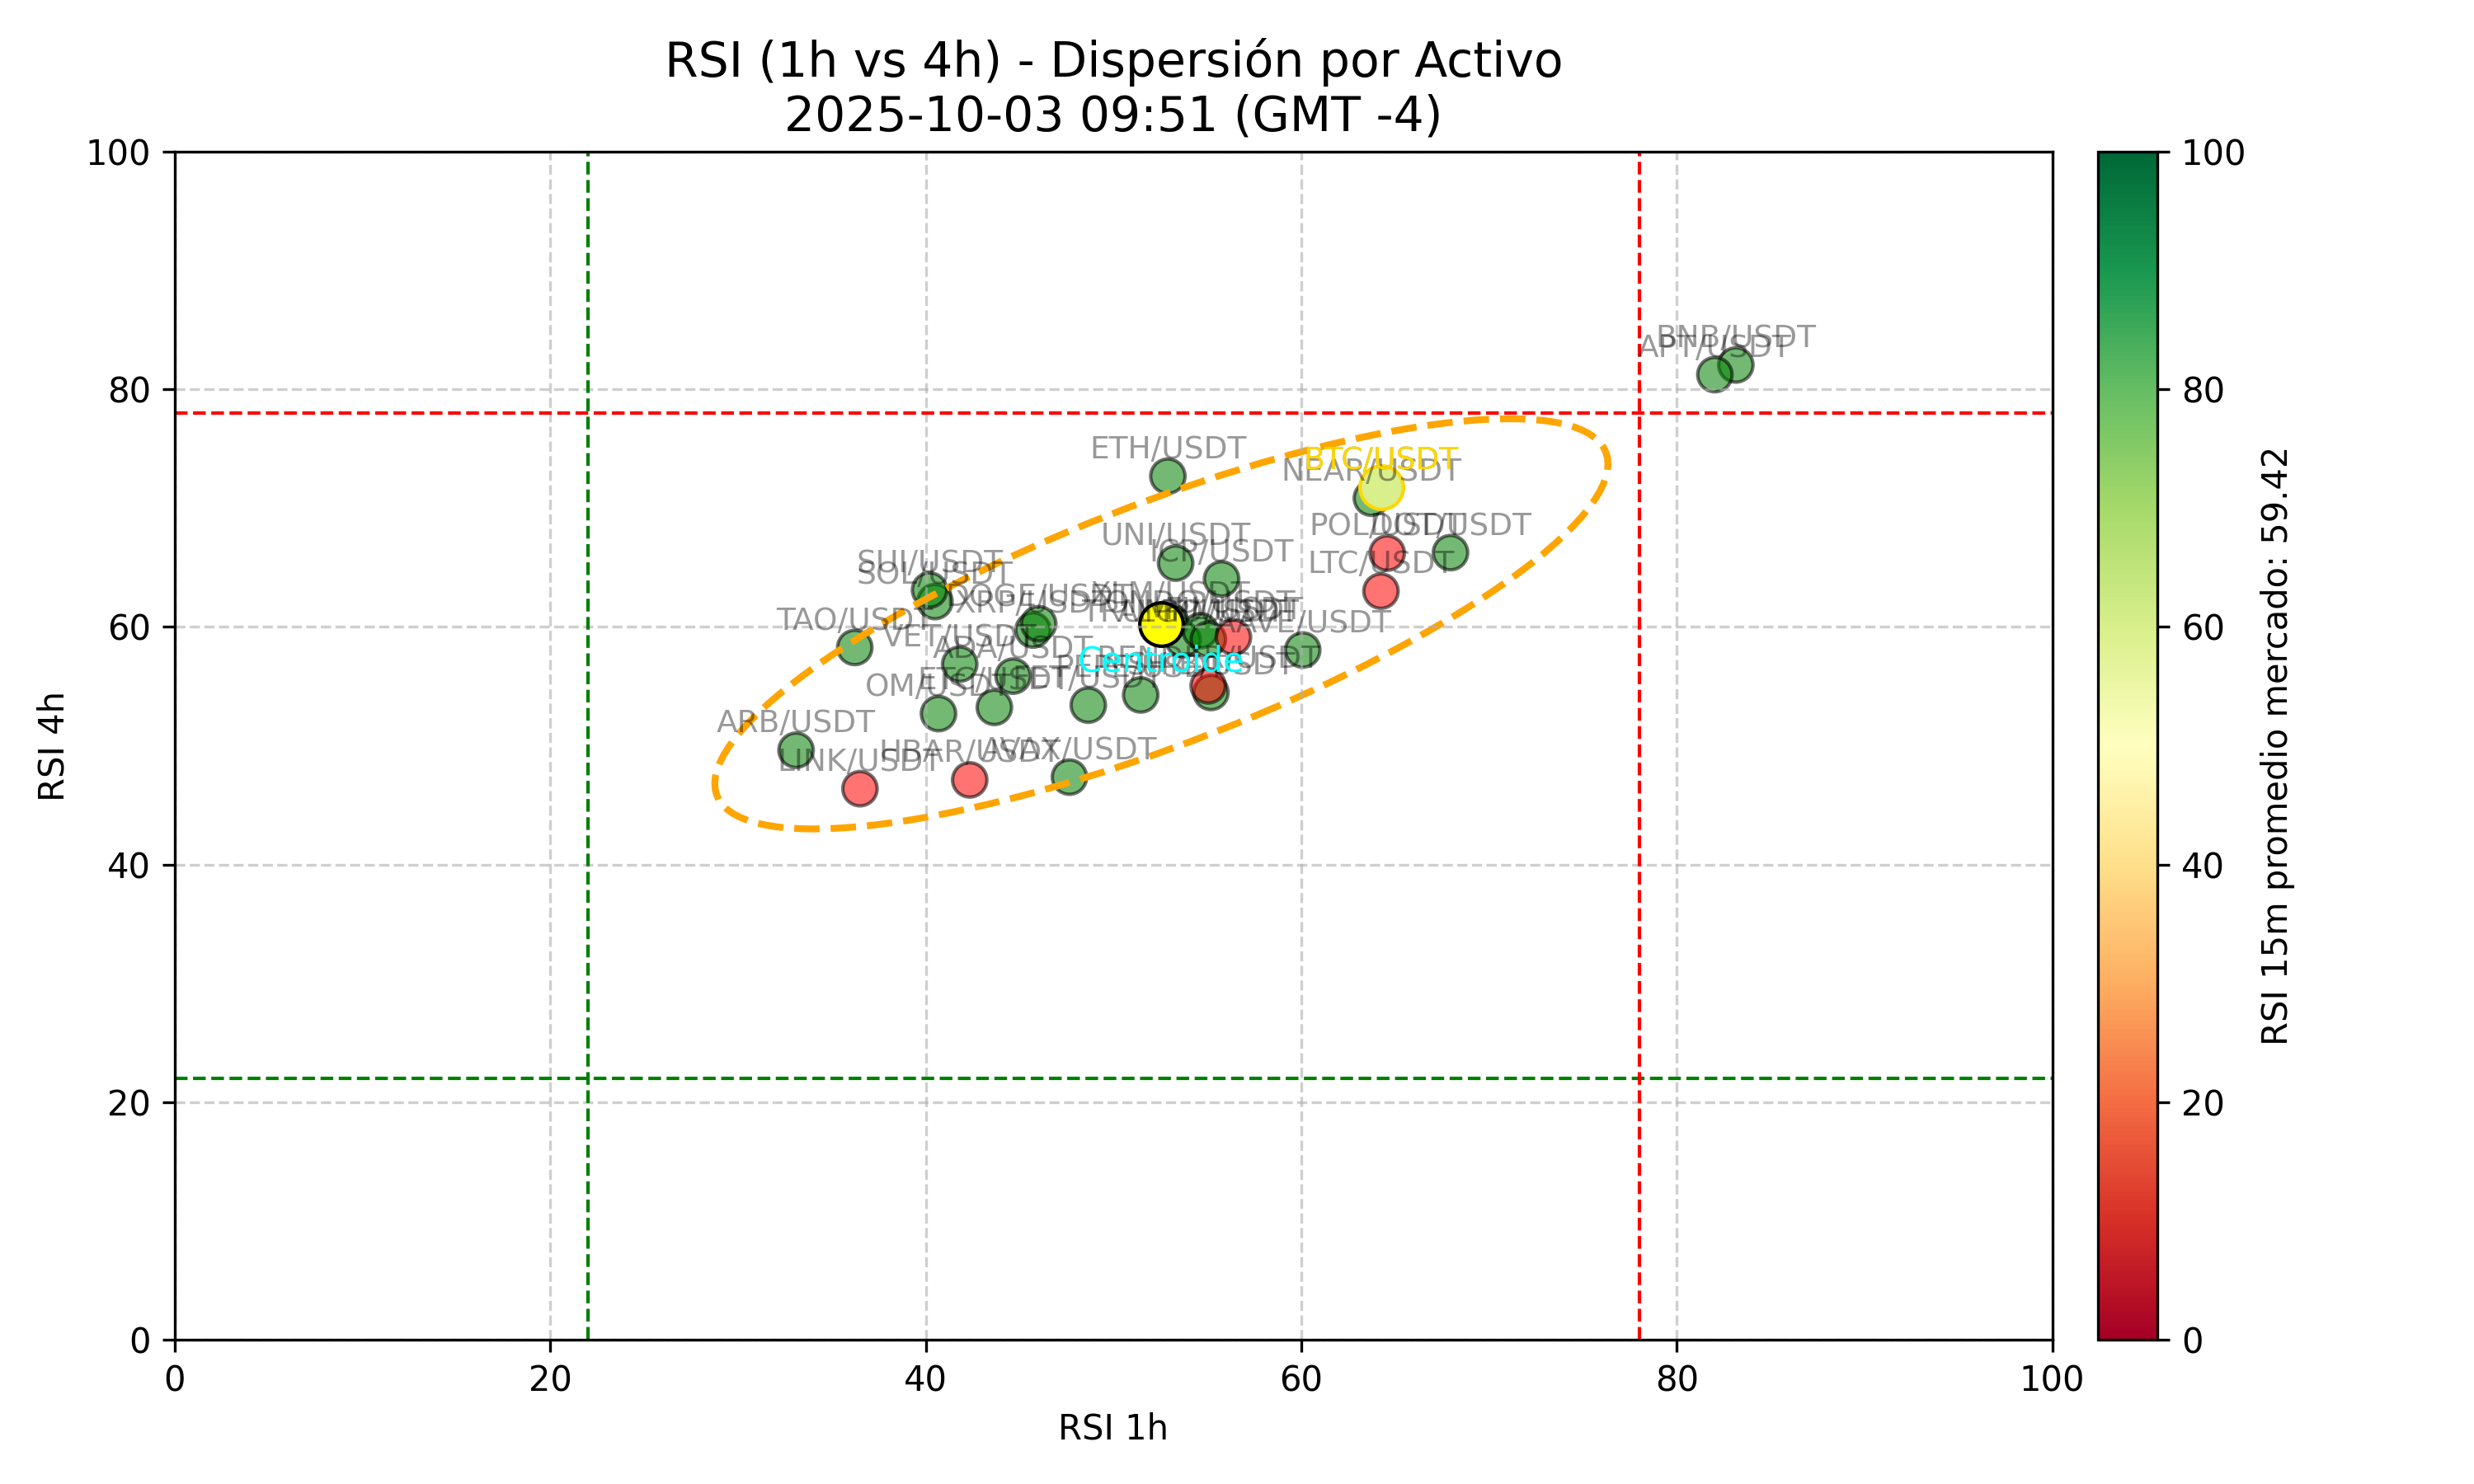 RSI (1h vs 4h) - Dispersión por Activo
2025-10-03 09:51 (GMT -4)
100
80
60
40
20
0
RSI 4h
BNB/USDT
APT/USDT
ETH/USDT
BTC/USDT
NEAR/USDT
UNI/USDT
POL/USDT
ICP/USDT
LTC/USDT
SUI/USDT
SOL/USDT
DOGE/USDT
XRP/USDT
XLM/USDT
TAO/USDT
VET/USDT
ADA/USDT
Centroide
OM/USDT
ARB/USDT
LINK/USDT
HBAR/USDT
AVAX/USDT
0
20
40
60
80
100
RSI 1h
100
80
60
40
20
0
RSI 15m promedio mercado: 59.42